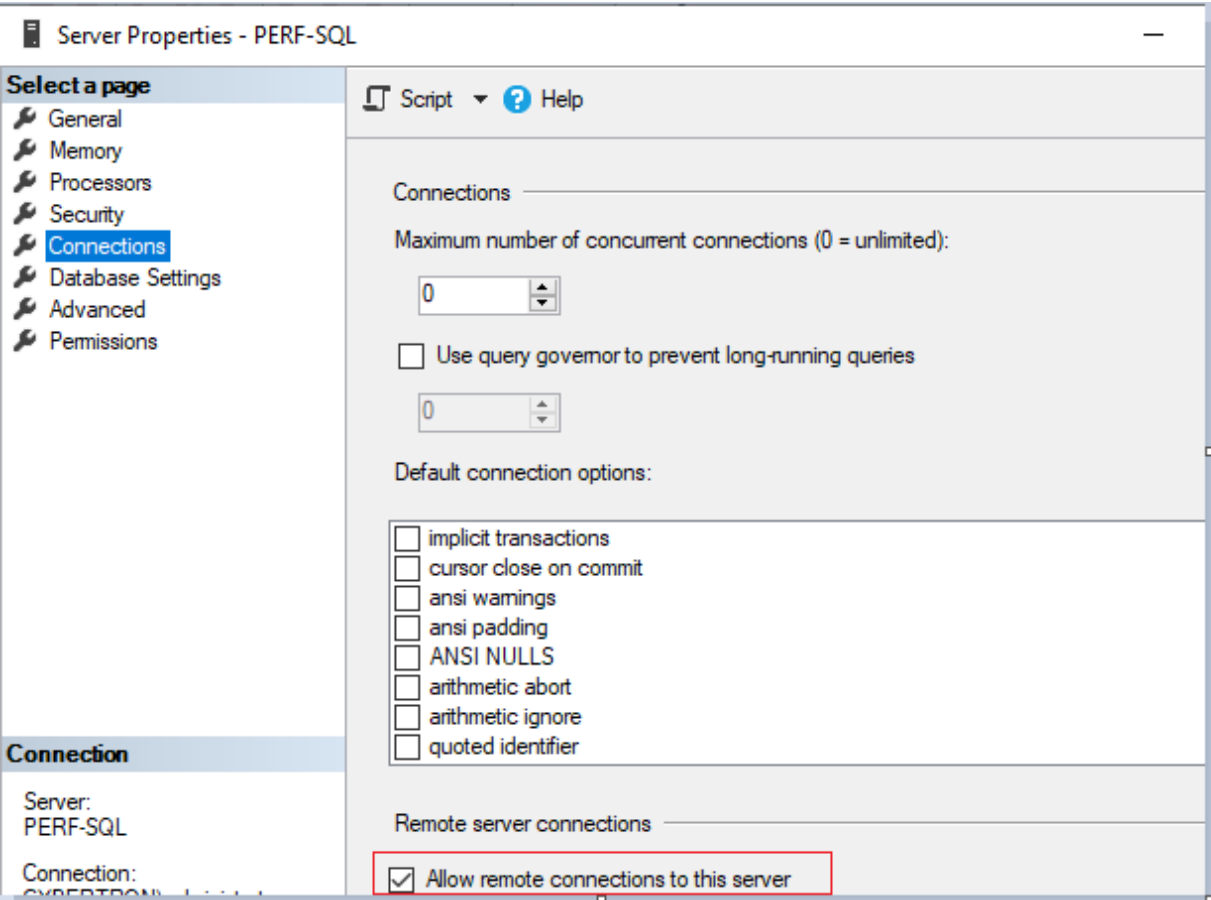 Server Properties - PERF-SQL
Select a page
General
Memory
Processors
Security
Connections
Database Settings
Advanced
Permissions
Connection
Server:
PERF-SQL
Connection:
Script
Help
Connections
Maximum number of concurrent connections (0 = unlimited):
0
Use query governor to prevent long-running queries
0
Default connection options:
implicit transactions
cursor close on commit
ansi warnings
ansi padding
ANSI NULLS
arithmetic abort
arithmetic ignore
quoted identifier
Remote server connections
Allow remote connections to this server